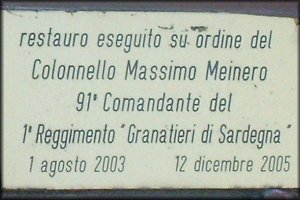 restauro eseguito su ordine del
Colonnello Massimo Meinero
91° Comandante del
1° Reggimento "Granatieri di Sardegna"
1 agosto 2003 12 dicembre 2005